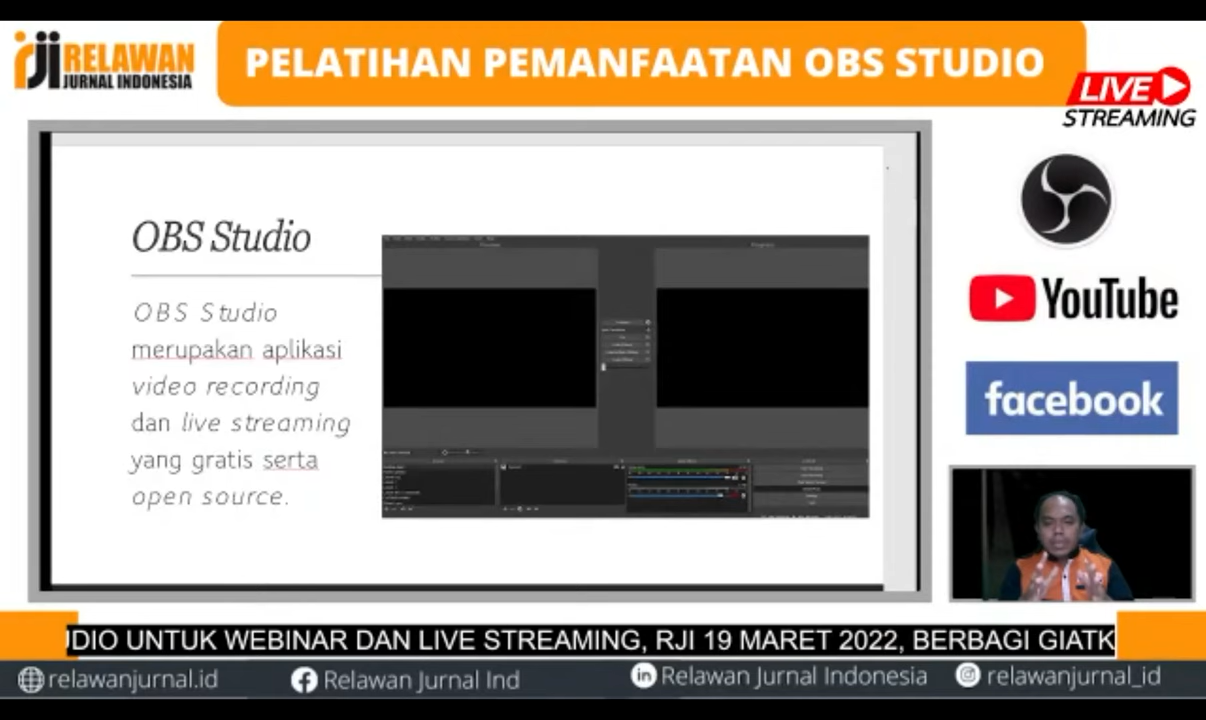 RELAWAN
JURNAL INDONESIA
PELATIHAN PEMANFAATAN OBS STUDIO
LIVE
STREAMING
OBS Studio
OBS Studio
merupakan aplikasi
video recording
dan live streaming
yang gratis serta
open source.
YouTube
facebook
UDIO UNTUK WEBINAR DAN LIVE STREAMING, RJI 19 MARET 2022, BERBAGI GIATK
relawanjurnal.id
Relawan Jurnal Ind
Relawan Jurnal Indonesia
relawanjurnal_id